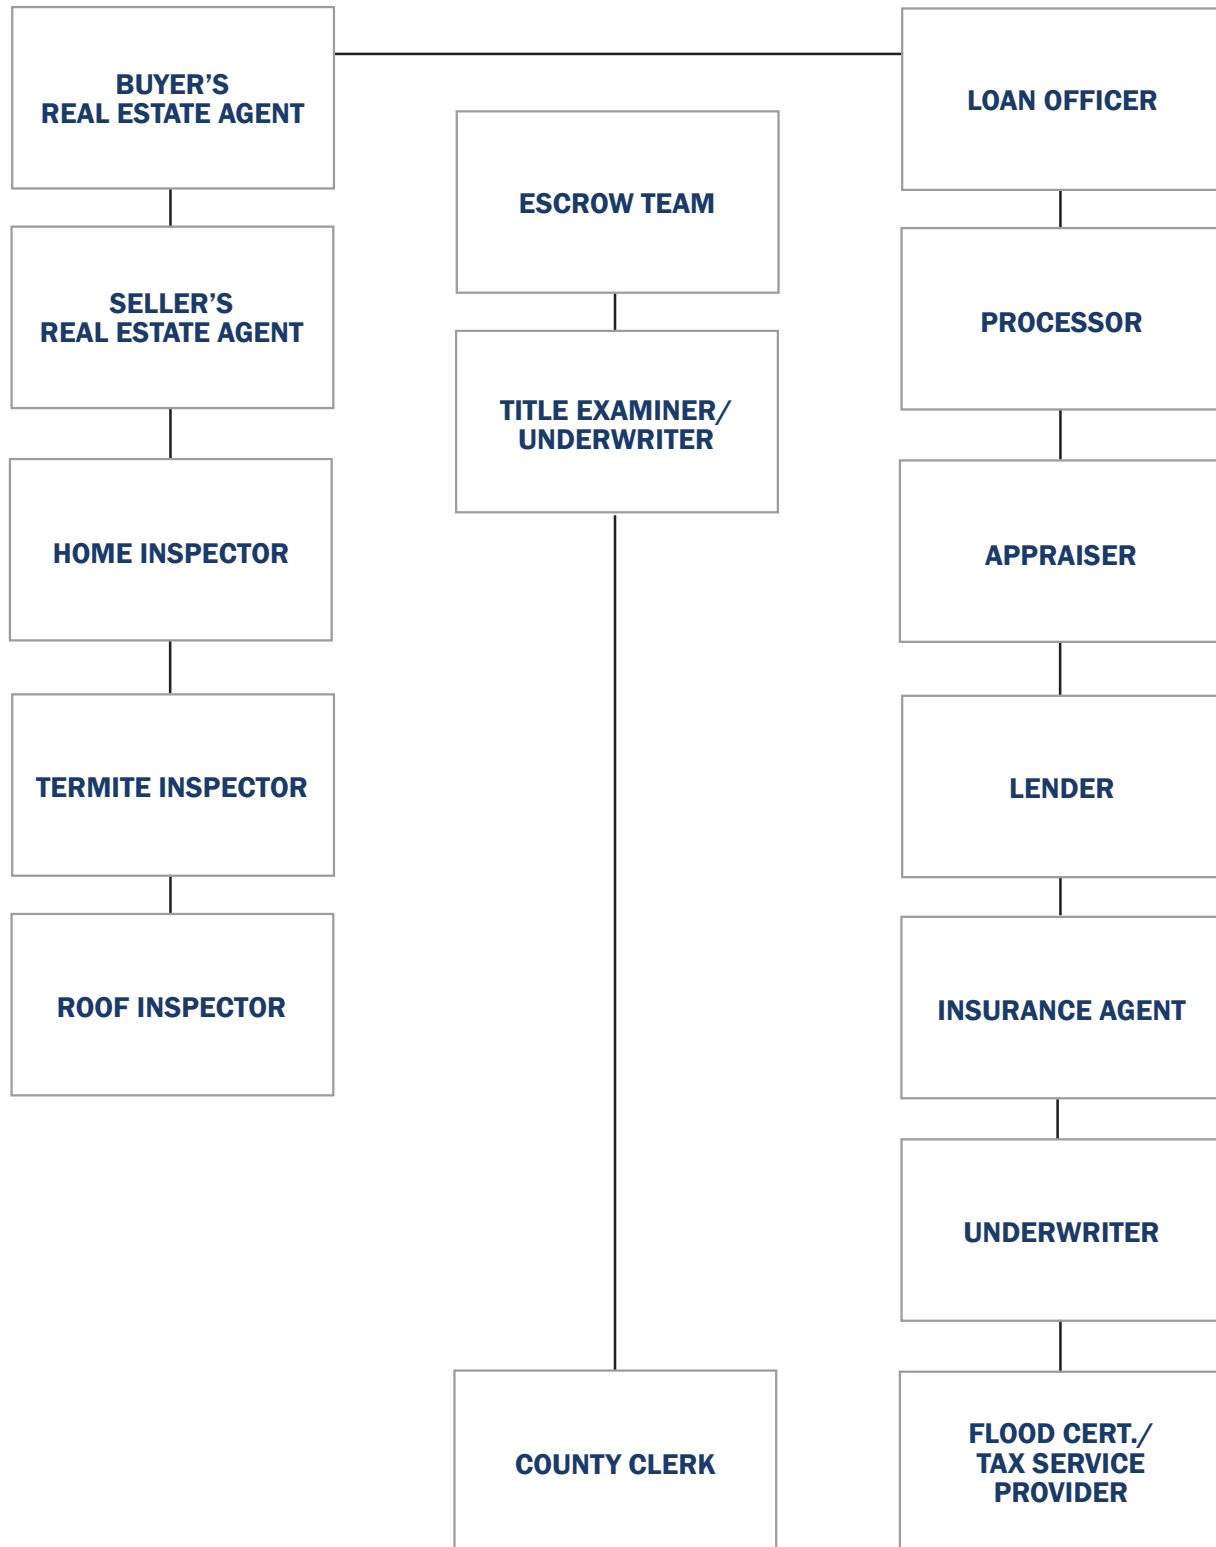 BUYER’S
REAL ESTATE AGENT
SELLER’S
REAL ESTATE AGENT
HOME INSPECTOR
TERMITE INSPECTOR
ROOF INSPECTOR
ESCROW TEAM
TITLE EXAMINER/
UNDERWRITER
COUNTY CLERK
LOAN OFFICER
PROCESSOR
APPRAISER
LENDER
INSURANCE AGENT
UNDERWRITER
FLOOD CERT./
TAX SERVICE
PROVIDER